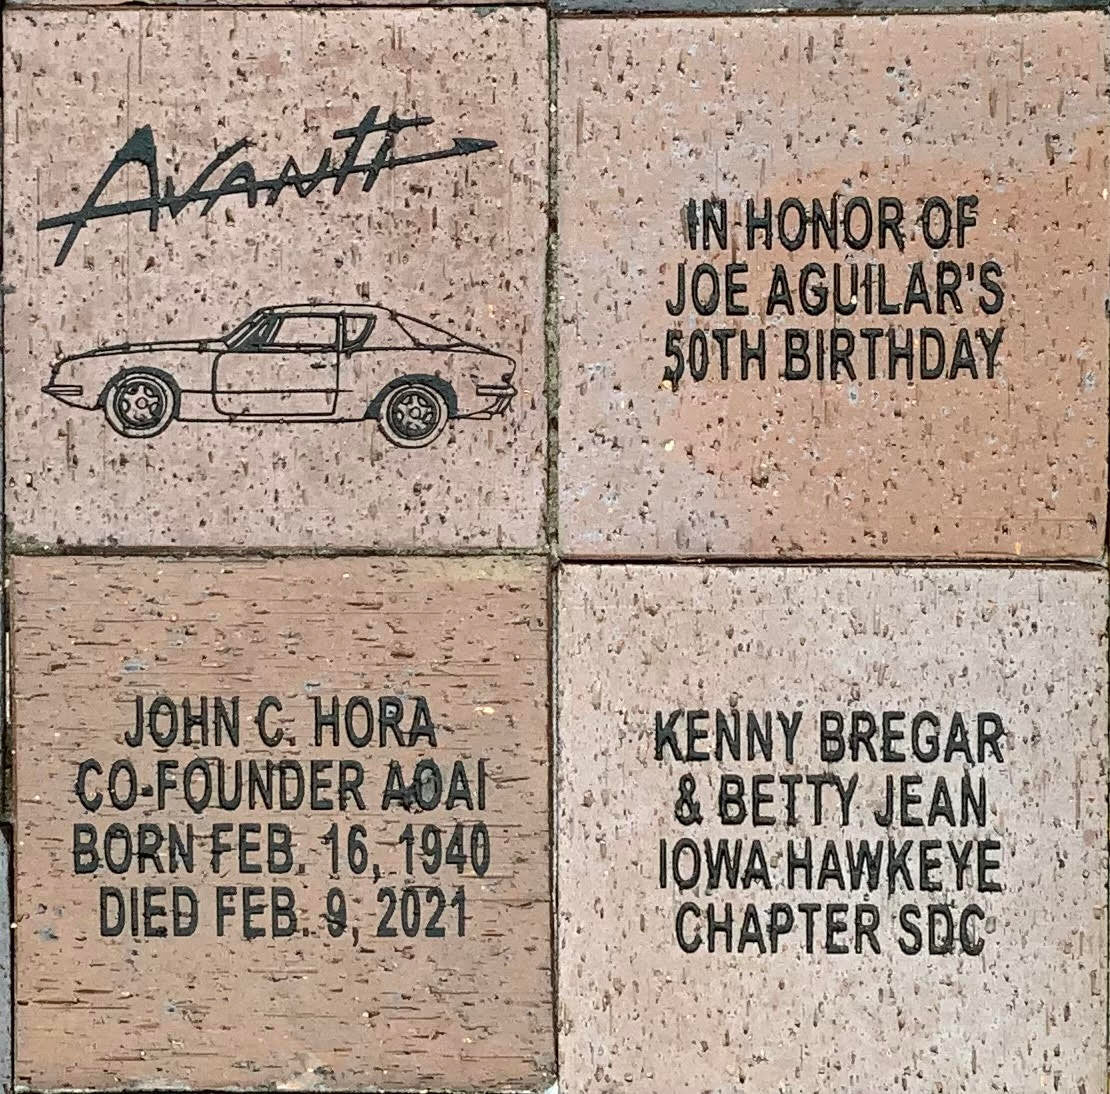 Avanti
IN HONOR OF
JOE AGUILAR'S
50TH BIRTHDAY
JOHN C. HORA
CO-FOUNDER AOAI
BORN FEB. 16, 1940
DIED FEB. 9, 2021
KENNY BREGAR
& BETTY JEAN
IOWA HAWKEYE
CHAPTER SDC